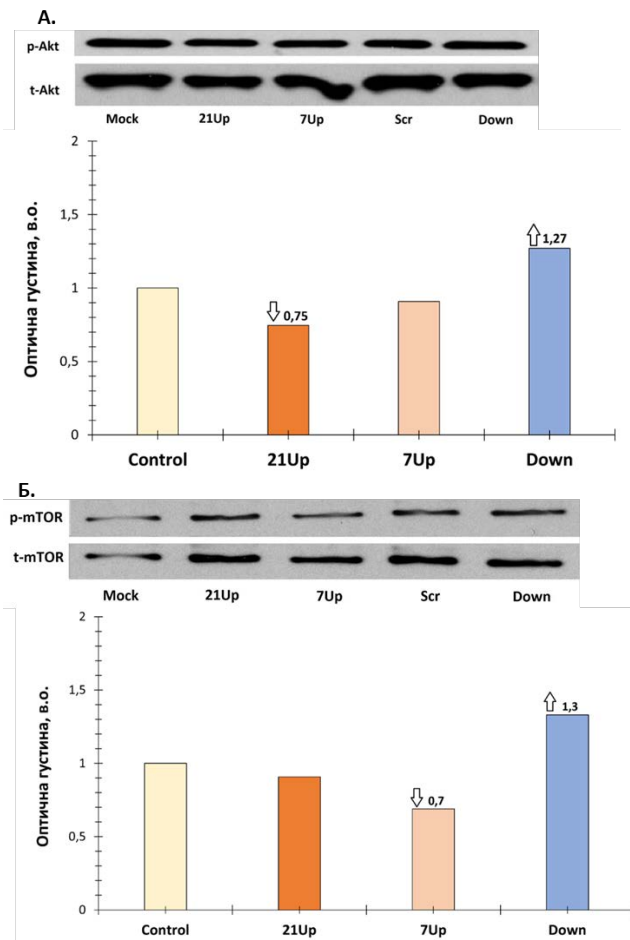 А.
p-Akt
t-Akt
Mock 21Up 7Up Scr Down
Оптична густина, в.о.
2
1,5
1
0,5
0
0,75
1,27
Control 21Up 7Up Down
Б.
p-mTOR
t-mTOR
Mock 21Up 7Up Scr Down
Оптична густина, в.о.
2
1,5
1
0,5
0
0,7
1,3
Control 21Up 7Up Down